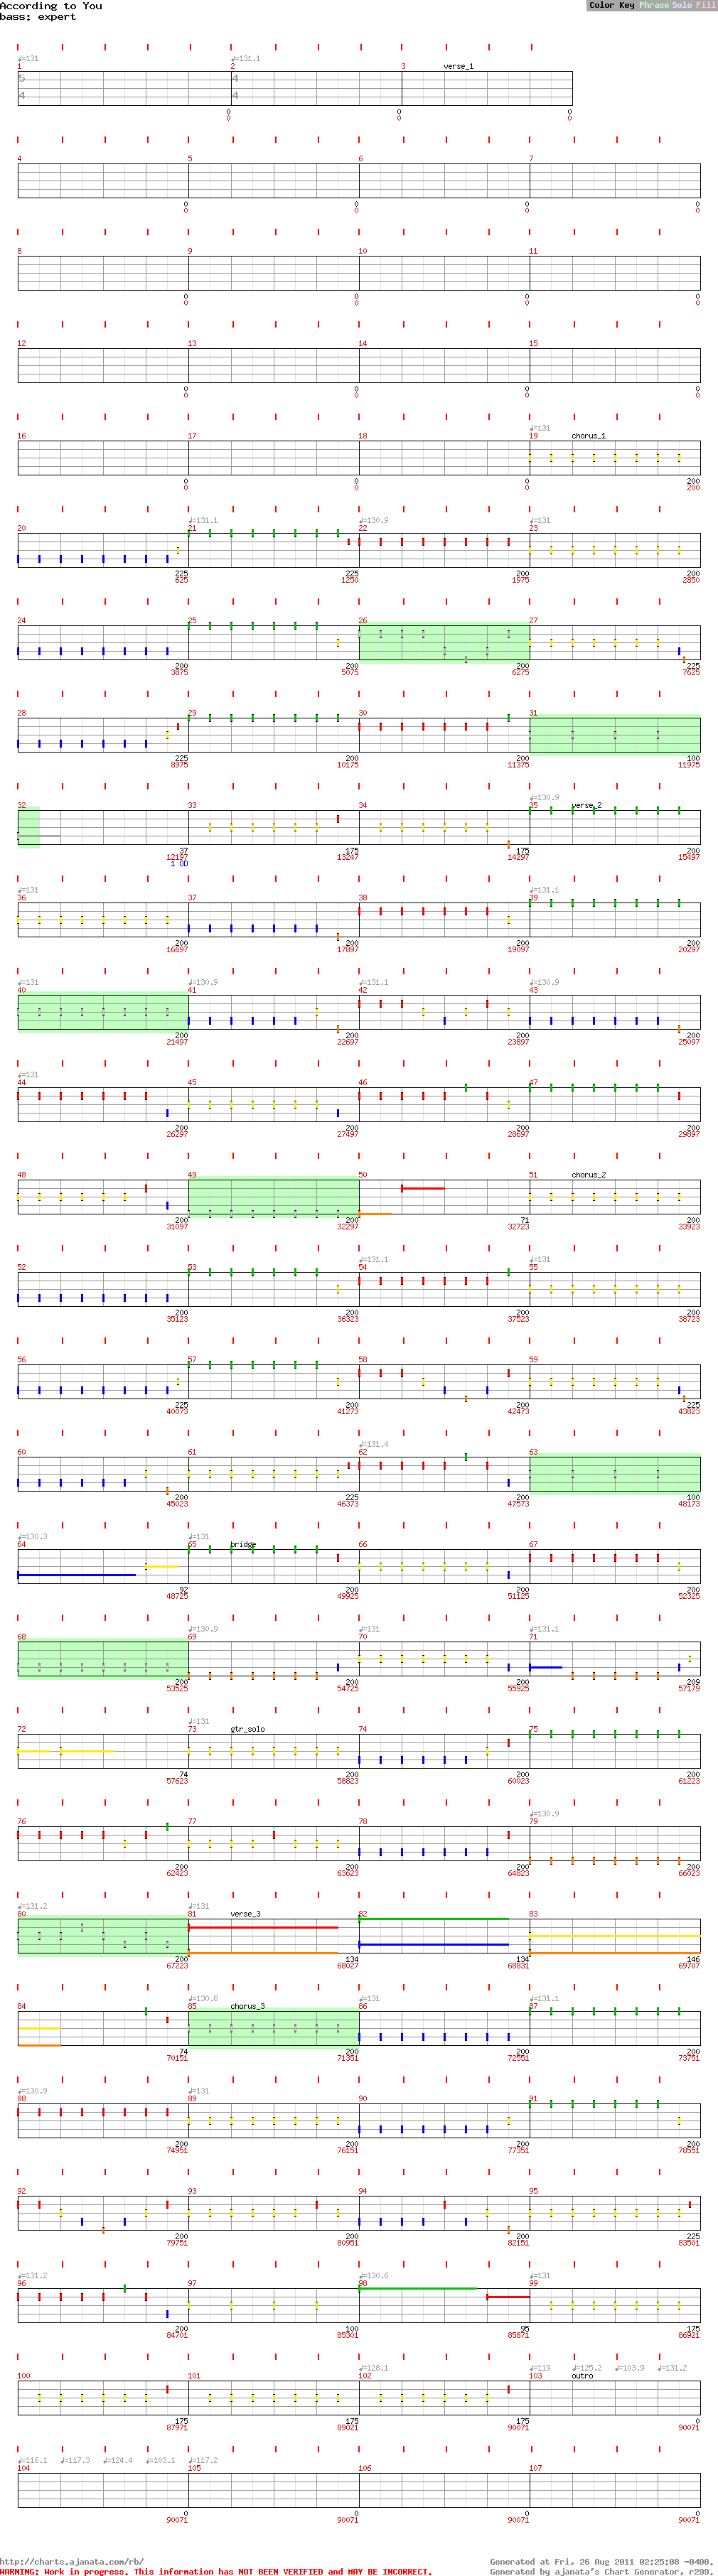 According to You
Color Key Phrase Solo Fill
bass: expert
♩=131 ♩=131.1
1 2 3 verse_1
5 4
4 4
0 0 0
0 0 0
4 5 6 7
0 0 0 0
0 0 0 0
8 9 10 11
0 0 0 0
0 0 0 0
12 13 14 15
0 0 0 0
0 0 0 0
♩=131
16 17 18 19 chorus_1
0 0 0 200
0 0 0 200
♩=131.1 ♩=130.9 ♩=131
20 21 22 23
225 225 200 200
625 1250 1975 2850
24 25 26 27
200 200 200 225
3875 5075 6275 7625
28 29 30 31
225 200 200 100
8975 10175 11375 11975
♩=130.9
32 33 34 35 verse_2
37 175 175 200
12197 13247 14297 15497
1 OD
♩=131 ♩=131.1
36 37 38 39
200 200 200 200
16697 17897 19097 20297
♩=131 ♩=130.9 ♩=131.1 ♩=130.9
40 41 42 43
200 200 200 200
21497 22697 23897 25097
♩=131
44 45 46 47
200 200 200 200
26297 27497 28697 29897
48 49 50 51 chorus_2
200 200 71 200
31097 32297 32723 33923
♩=131.1 ♩=131
52 53 54 55
200 200 200 200
35123 36323 37523 38723
56 57 58 59
225 200 200 225
40073 41273 42473 43823
♩=131.4
60 61 62 63
200 225 200 100
45023 46373 47573 48173
♩=130.3 ♩=131
64 65 bridge 66 67
92 200 200 200
48725 49925 51125 52325
♩=130.9 ♩=131 ♩=131.1
68 69 70 71
200 200 200 209
53525 54725 55925 57179
♩=131
72 73 gtr_solo 74 75
74 200 200 200
57623 58823 60023 61223
♩=130.9
76 77 78 79
200 200 200 200
62423 63623 64823 66023
♩=131.2 ♩=131
80 81 verse_3 82 83
200 134 134 146
67223 68027 68831 69707
♩=130.8 ♩=131 ♩=131.1
84 85 chorus_3 86 87
74 200 200 200
70151 71351 72551 73751
♩=130.9 ♩=131
88 89 90 91
200 200 200 200
74951 76151 77351 78551
92 93 94 95
200 200 200 225
79751 80951 82151 83501
♩=131.2 ♩=130.6 ♩=131
96 97 98 99
200 100 95 175
84701 85301 85871 86921
♩=128.1 ♩=119 ♩=125.2 ♩=103.9 ♩=131.2
100 101 102 103 outro
175 175 175 0
87971 89021 90071 90071
♩=116.1 ♩=117.3 ♩=124.4 ♩=103.1 ♩=117.2
104 105 106 107
0 0 0 0
90071 90071 90071 90071
http://charts.ajanata.com/rb/
Generated at Fri, 26 Aug 2011 02:25:08 -0400.
WARNING: Work in progress. This information has NOT BEEN VERIFIED and MAY BE INCORRECT.
Generated by ajanata's Chart Generator, r299.